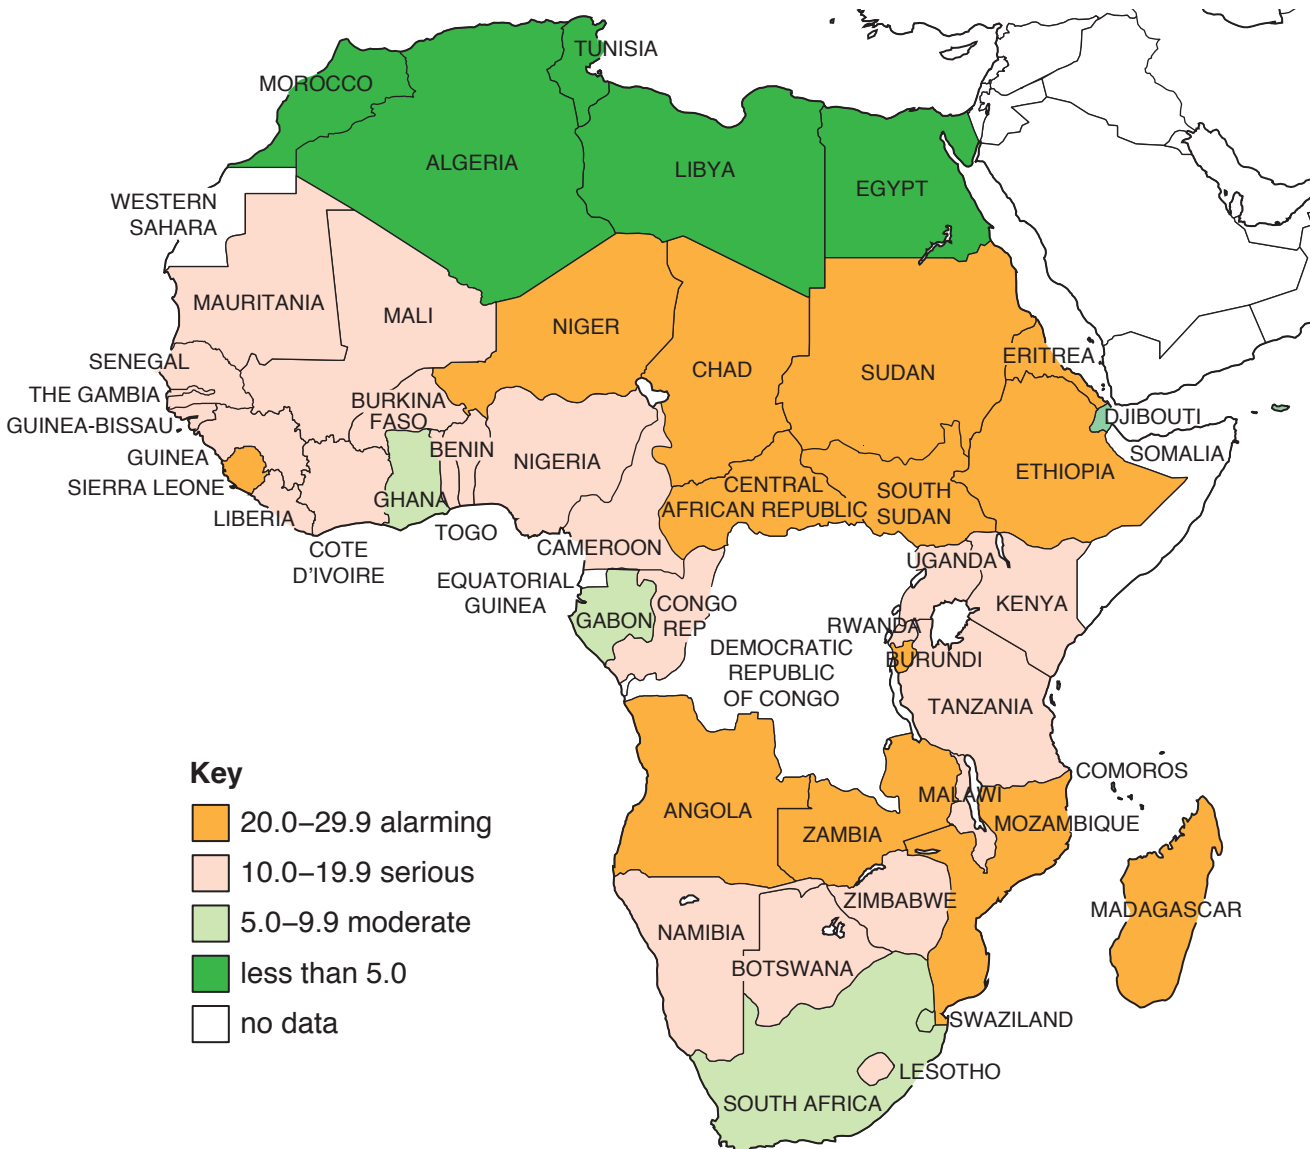 TUNISIA
MOROCCO
ALGERIA
LIBYA
EGYPT
WESTERN
SAHARA
MAURITANIA
MALI
NIGER
CHAD
SUDAN
ERITREA
SENEGAL
THE GAMBIA
GUINEA-BISSAU
GUINEA
SIERRA LEONE
LIBERIA
BURKINA
FASO
BENIN
NIGERIA
GHANA
COTE
D'IVOIRE
TOGO
CAMEROON
CENTRAL
AFRICAN REPUBLIC
SOUTH
SUDAN
ETHIOPIA
DJIBOUTI
SOMALIA
EQUATORIAL
GUINEA
GABON
CONGO
REP
DEMOCRATIC
REPUBLIC
OF CONGO
UGANDA
KENYA
RWANDA
BURUNDI
TANZANIA
COMOROS
ANGOLA
ZAMBIA
MALAWI
MOZAMBIQUE
MADAGASCAR
ZIMBABWE
NAMIBIA
BOTSWANA
SWAZILAND
LESOTHO
SOUTH AFRICA
Key
20.0–29.9 alarming
10.0–19.9 serious
5.0–9.9 moderate
less than 5.0
no data